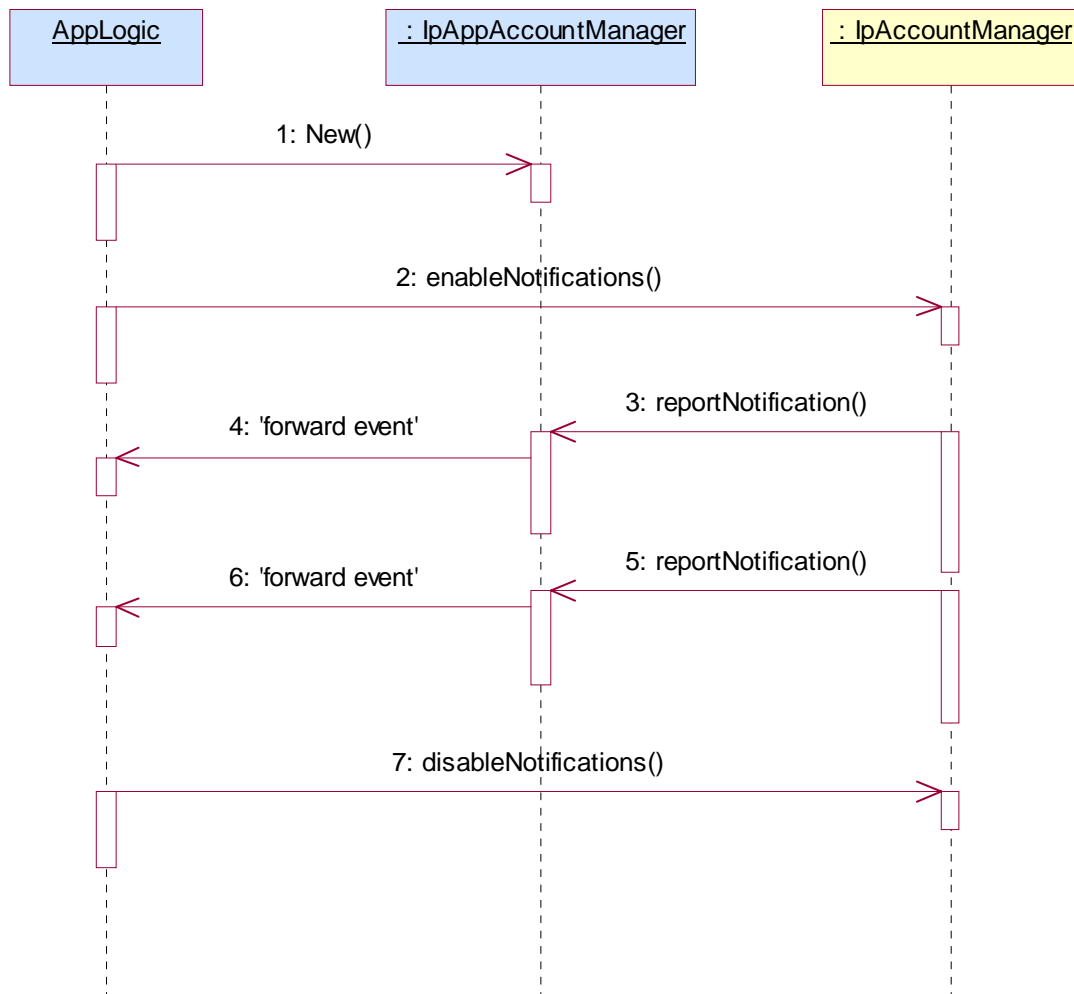 AppLogic
: IpAppAccountManager
: IpAccountManager
1: New()
2: enableNotifications()
3: reportNotification()
4: 'forward event'
5: reportNotification()
6: 'forward event'
7: disableNotifications()